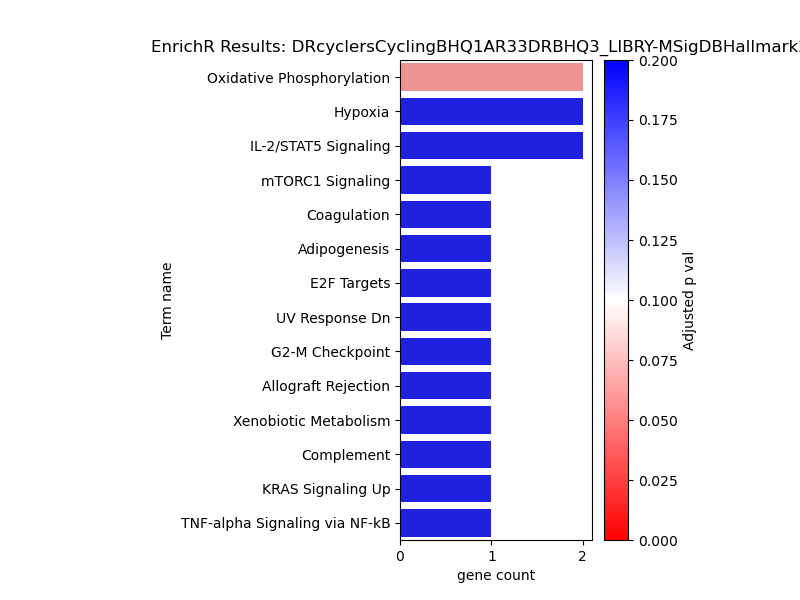 EnrichR Results: DRcyclersCyclingBHQ1AR33DRBHQ3_LIBRY-MSigDBHallmark
Oxidative Phosphorylation
Hypoxia
IL-2/STAT5 Signaling
mTORC1 Signaling
Coagulation
Adipogenesis
E2F Targets
UV Response Dn
G2-M Checkpoint
Allograft Rejection
Xenobiotic Metabolism
Complement
KRAS Signaling Up
TNF-alpha Signaling via NF-kB
Term name
0 1 2
gene count
0.200
0.175
0.150
0.125
0.100
0.075
0.050
0.025
0.000
Adjusted p val